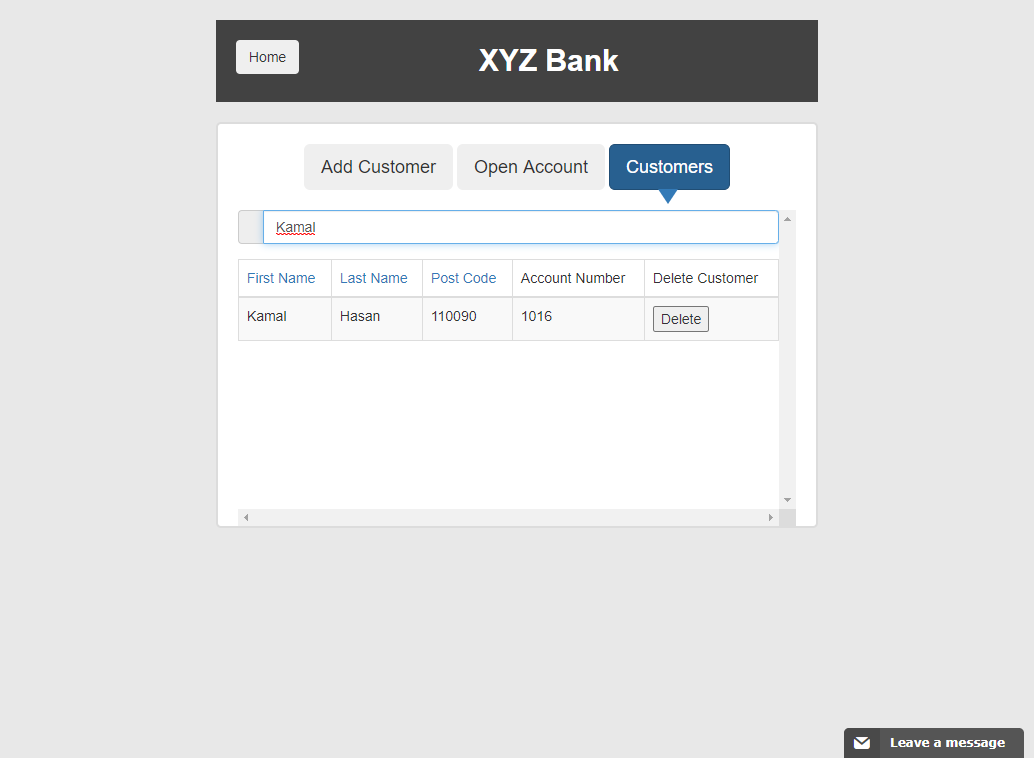 Home
XYZ Bank
Add Customer Open Account Customers
Kamal
First Name Last Name Post Code Account Number Delete Customer
Kamal Hasan 110090 1016 Delete
Leave a message